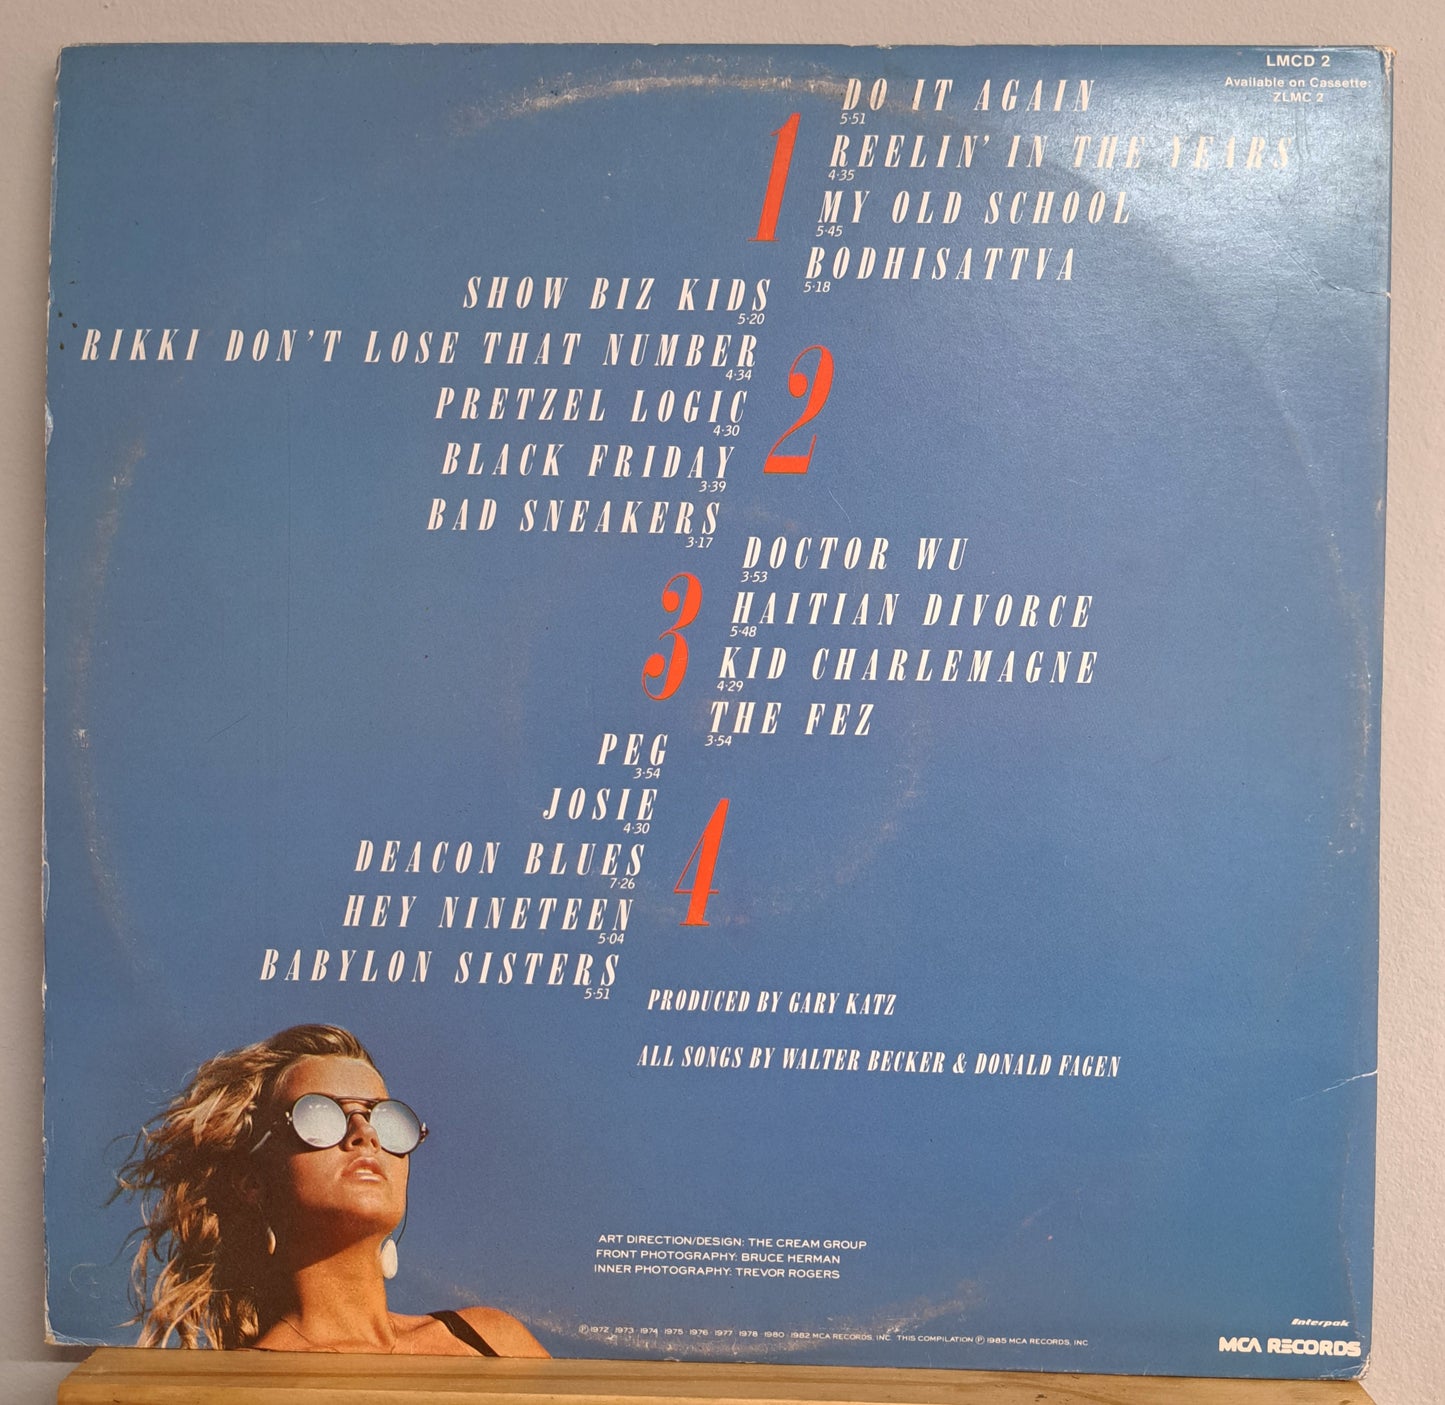 LMCD 2
Available on Cassette:
ZLMC 2
1
DO IT AGAIN
5·51
REELIN' IN THE YEARS
4·35
MY OLD SCHOOL
5·45
BODHISATTVA
5·18
2
SHOW BIZ KIDS
5·20
RIKKI DON'T LOSE THAT NUMBER
4·34
PRETZEL LOGIC
4·30
BLACK FRIDAY
3·39
BAD SNEAKERS
3·17
3
DOCTOR WU
3·53
HAITIAN DIVORCE
5·48
KID CHARLEMAGNE
4·29
THE FEZ
3·54
4
PEG
3·54
JOSIE
4·30
DEACON BLUES
7·26
HEY NINETEEN
5·04
BABYLON SISTERS
5·51
PRODUCED BY GARY KATZ
ALL SONGS BY WALTER BECKER & DONALD FAGEN
ART DIRECTION/DESIGN: THE CREAM GROUP
FRONT PHOTOGRAPHY: BRUCE HERMAN
INNER PHOTOGRAPHY: TREVOR ROGERS
℗ 1972 · 1973 · 1974 · 1975 · 1976 · 1977 · 1978 · 1980 · 1982 MCA RECORDS, INC. THIS COMPILATION ℗ 1985 MCA RECORDS, INC
Interpak
MCA RECORDS